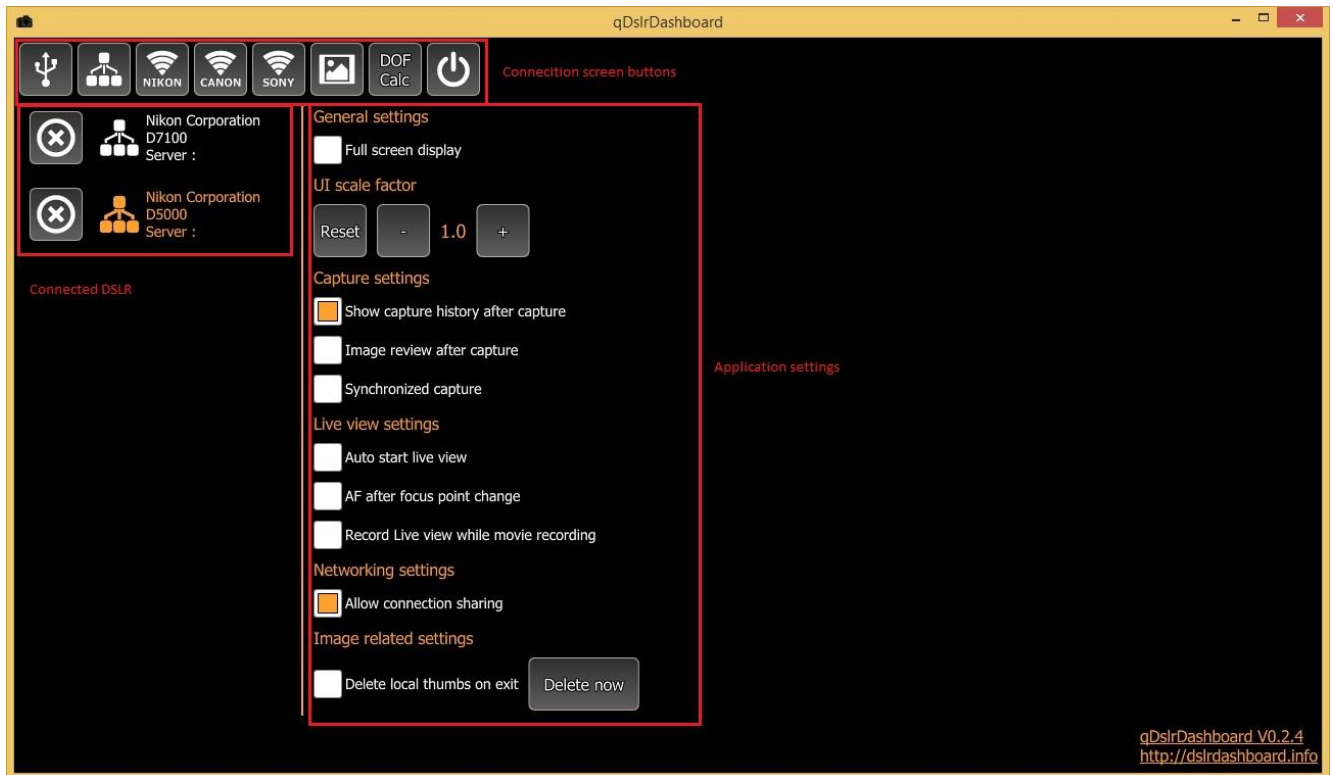 qDslrDashboard
NIKON
CANON
SONY
DOF
Calc
Connecition screen buttons
Nikon Corporation
D7100
Server :
Nikon Corporation
D5000
Server :
Connected DSLR
General settings
Full screen display
UI scale factor
Reset - 1.0 +
Capture settings
Show capture history after capture
Image review after capture
Synchronized capture
Application settings
Live view settings
Auto start live view
AF after focus point change
Record Live view while movie recording
Networking settings
Allow connection sharing
Image related settings
Delete local thumbs on exit Delete now
qDslrDashboard V0.2.4
http://dslrdashboard.info